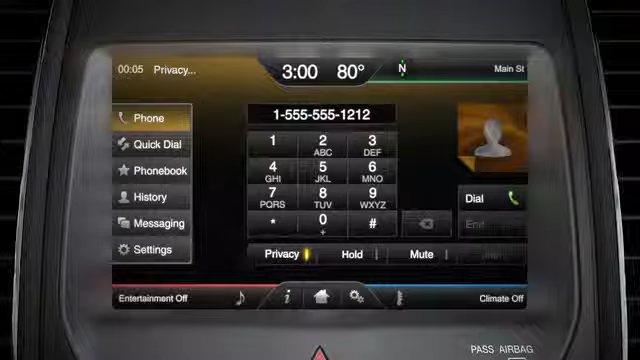 00:05 Privacy... 3:00 80° N Main St
Phone
Quick Dial
Phonebook
History
Messaging
Settings
1-555-555-1212
1 2 ABC 3 DEF
4 GHI 5 JKL 6 MNO
7 PQRS 8 TUV 9 WXYZ
* 0 + #
Dial
End
Privacy Hold Mute
Entertainment Off i Climate Off
PASS AIRBAG